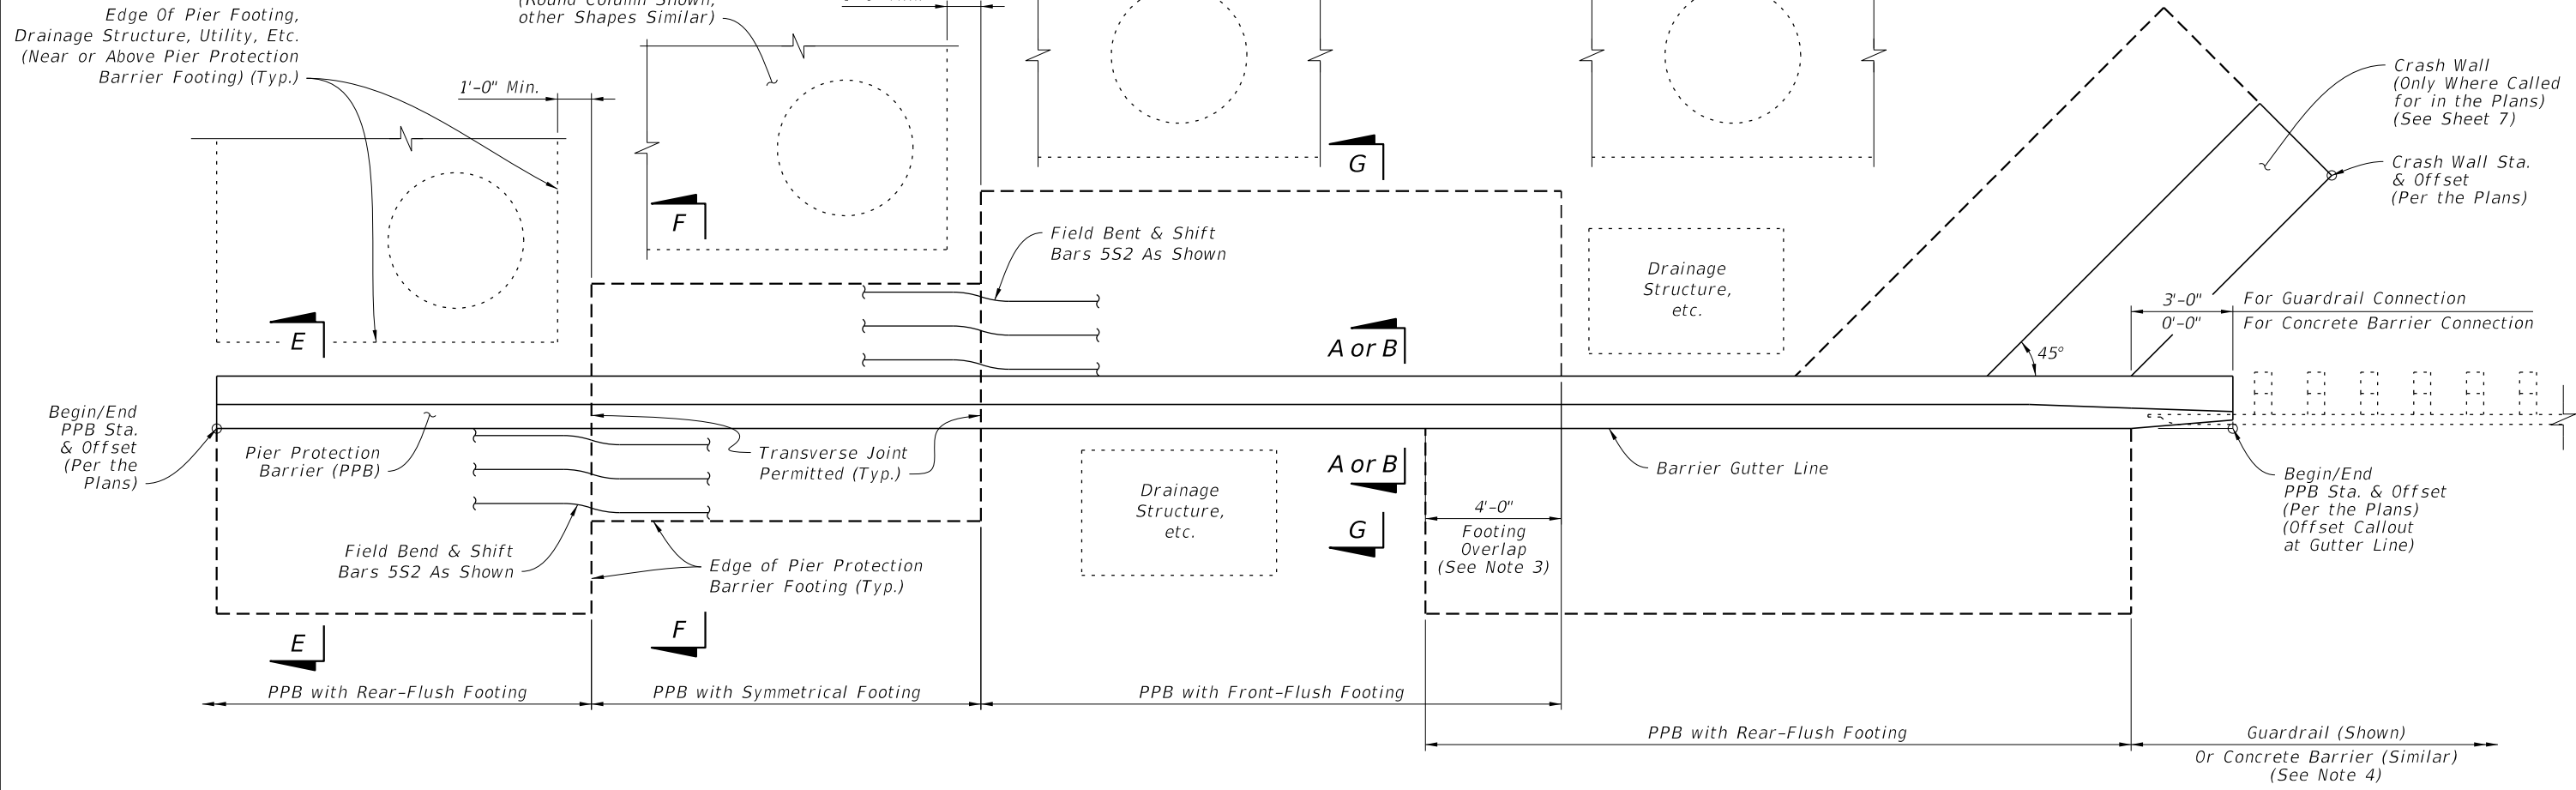 Edge Of Pier Footing,
Drainage Structure, Utility, Etc.
(Near or Above Pier Protection
Barrier Footing) (Typ.)
(Round Column Shown,
other Shapes Similar)
1'-0" Min.
Crash Wall
(Only Where Called
for in the Plans)
(See Sheet 7)
Crash Wall Sta.
& Offset
(Per the Plans)
G
F
Field Bent & Shift
Bars 5S2 As Shown
E
A or B
Drainage
Structure,
etc.
3'-0" For Guardrail Connection
0'-0" For Concrete Barrier Connection
45°
Begin/End
PPB Sta.
& Offset
(Per the
Plans)
Pier Protection
Barrier (PPB)
Transverse Joint
Permitted (Typ.)
A or B
Barrier Gutter Line
Drainage
Structure,
etc.
G
4'-0"
Footing
Overlap
(See Note 3)
Begin/End
PPB Sta. & Offset
(Per the Plans)
(Offset Callout
at Gutter Line)
Field Bend & Shift
Bars 5S2 As Shown
Edge of Pier Protection
Barrier Footing (Typ.)
E
F
PPB with Rear-Flush Footing
PPB with Symmetrical Footing
PPB with Front-Flush Footing
PPB with Rear-Flush Footing
Guardrail (Shown)
Or Concrete Barrier (Similar)
(See Note 4)